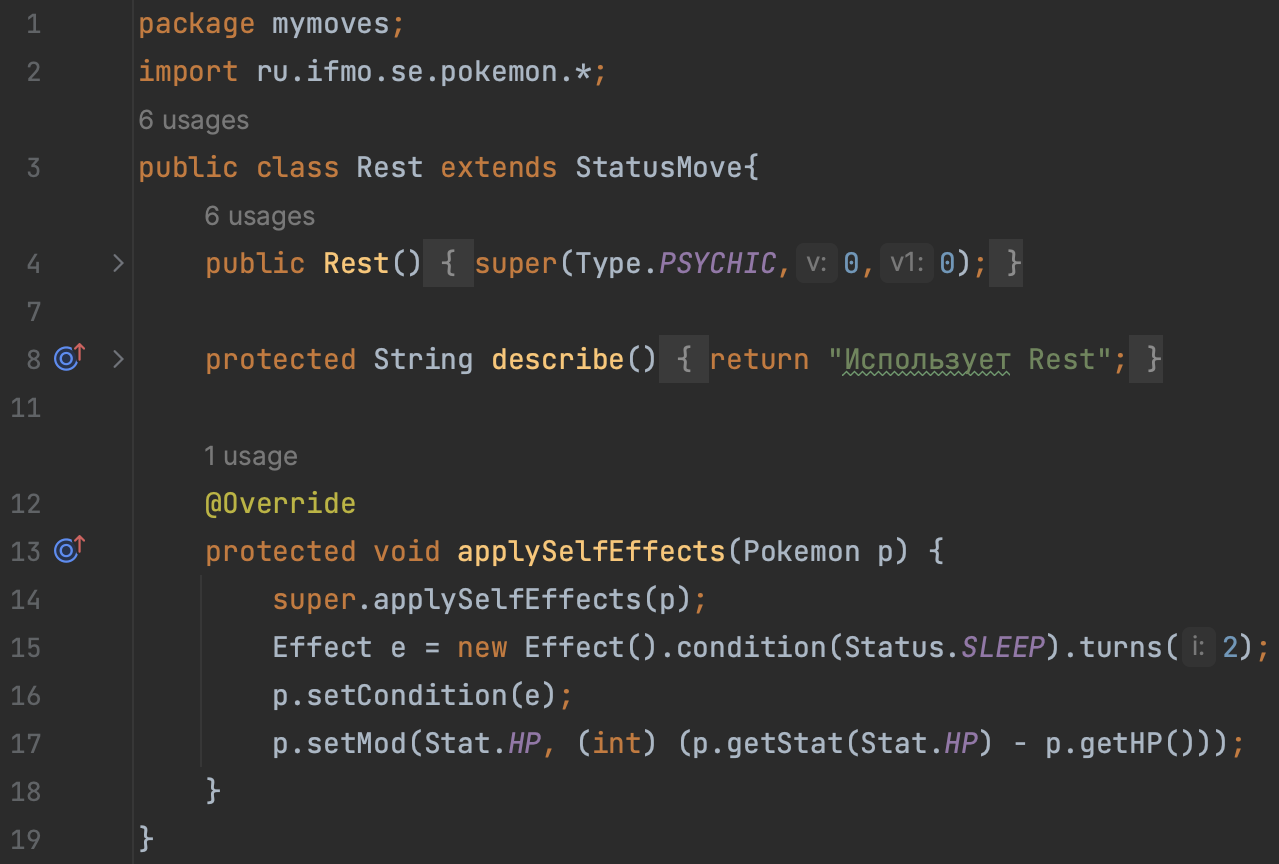 1 package mymoves;
2 import ru.ifmo.se.pokemon.*;
6 usages
3 public class Rest extends StatusMove{
6 usages
4 public Rest() { super(Type.PSYCHIC, v: 0, v1: 0); }
7
8 protected String describe() { return "Использует Rest"; }
11
1 usage
12 @Override
13 protected void applySelfEffects(Pokemon p) {
14 super.applySelfEffects(p);
15 Effect e = new Effect().condition(Status.SLEEP).turns( i: 2);
16 p.setCondition(e);
17 p.setMod(Stat.HP, (int) (p.getStat(Stat.HP) - p.getHP()));
18 }
19 }